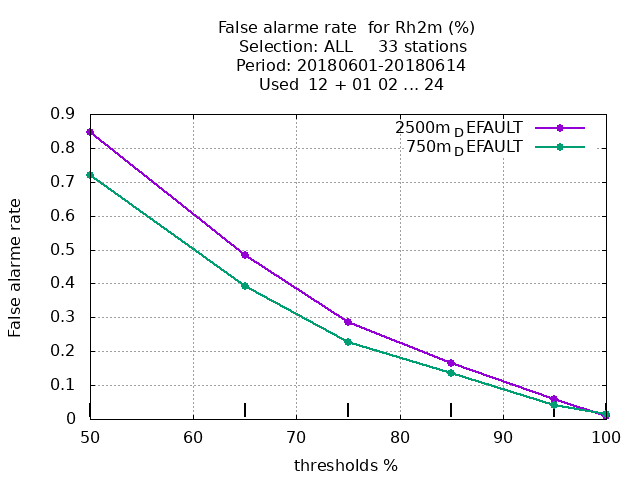 False alarme rate  for Rh2m (%)
Selection: ALL     33 stations
Period: 20180601-20180614
Used  12 + 01 02 ... 24
2500m_DEFAULT
750m_DEFAULT
0.9
0.8
0.7
0.6
0.5
0.4
0.3
0.2
0.1
0
False alarme rate
50 60 70 80 90 100
thresholds %